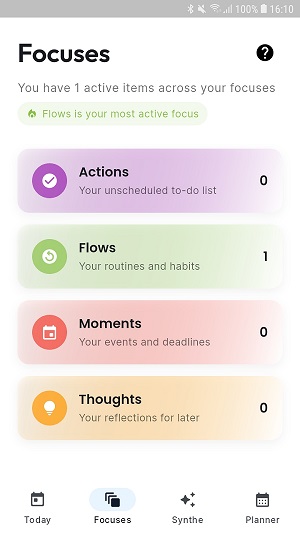 100% 16:10
Focuses
You have 1 active items across your focuses
Flows is your most active focus
Actions
Your unscheduled to-do list
0
Flows
Your routines and habits
1
Moments
Your events and deadlines
0
Thoughts
Your reflections for later
0
Today Focuses Synthe Planner